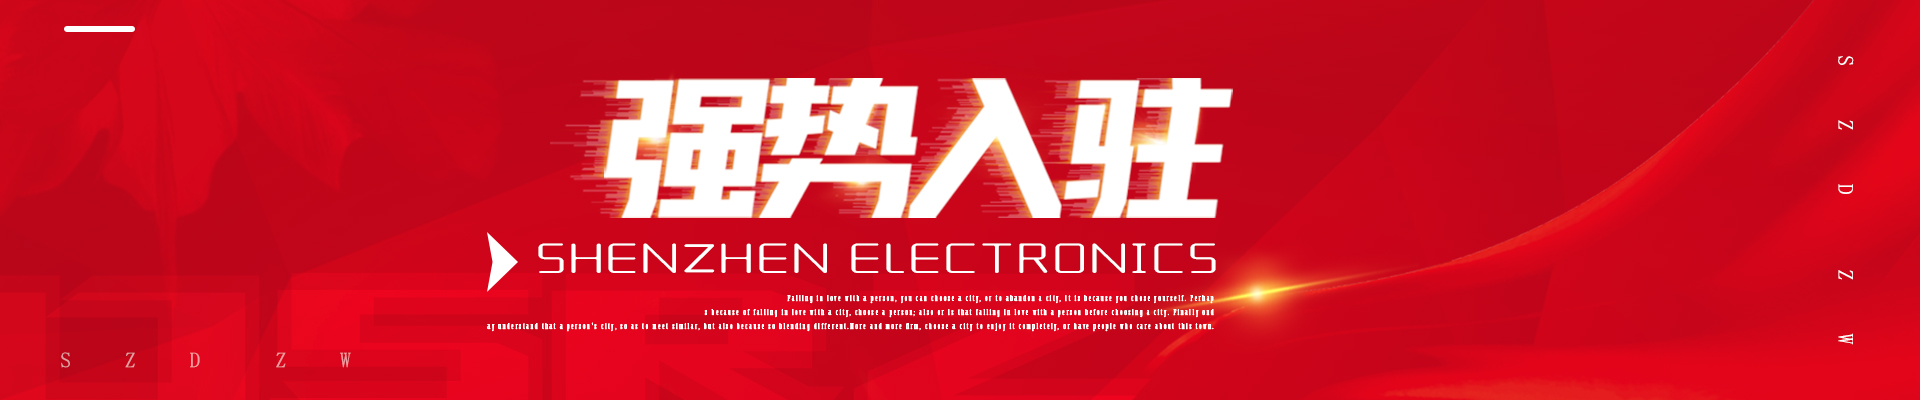 强势入驻
SHENZHEN ELECTRONICS
Falling in love with a person, you can choose a city, or to abandon a city, it is because you chose yourself. Perhap
s because of falling in love with a city, choose a person; also or is that falling in love with a person before choosing a city. Finally und
ay understand that a person's city, so as to meet similar, but also because so blending different.More and more firm, choose a city to enjoy it completely, or have people who care about this town.
S Z D Z W
S Z D Z W